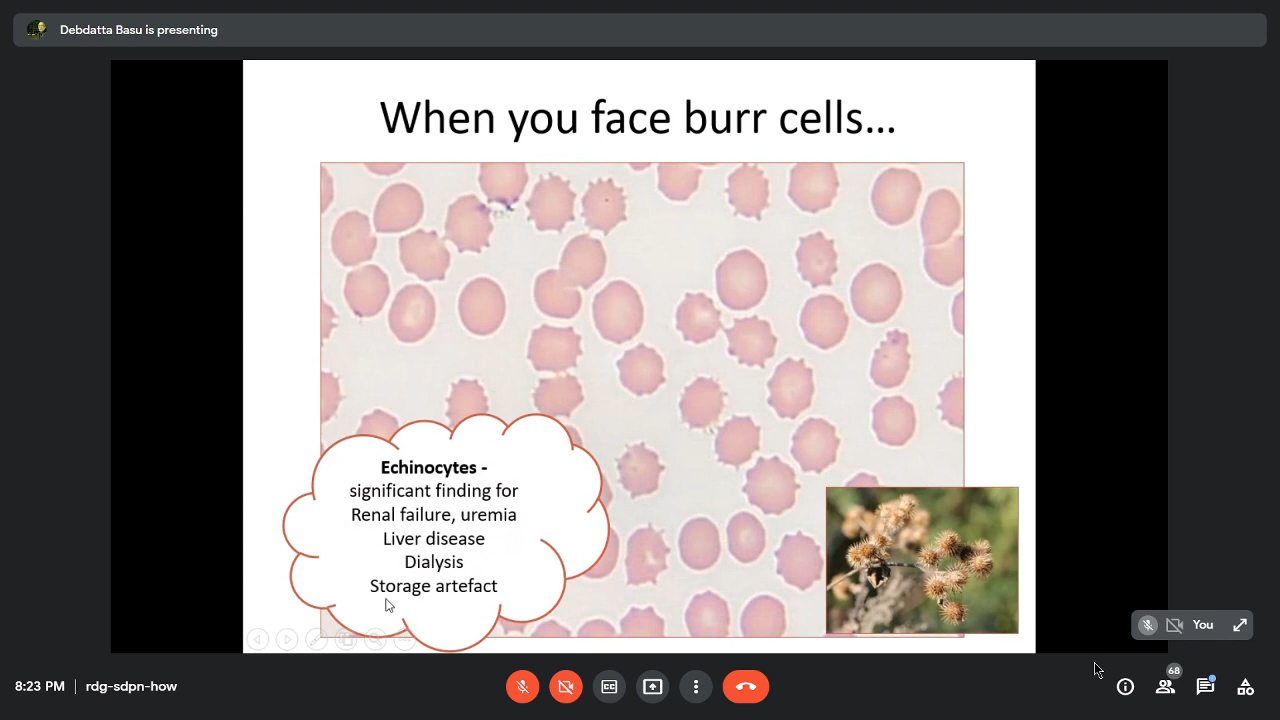 Debdatta Basu is presenting
When you face burr cells...
Echinocytes -
significant finding for
Renal failure, uremia
Liver disease
Dialysis
Storage artefact
You
8:23 PM | rdg-sdpn-how
68